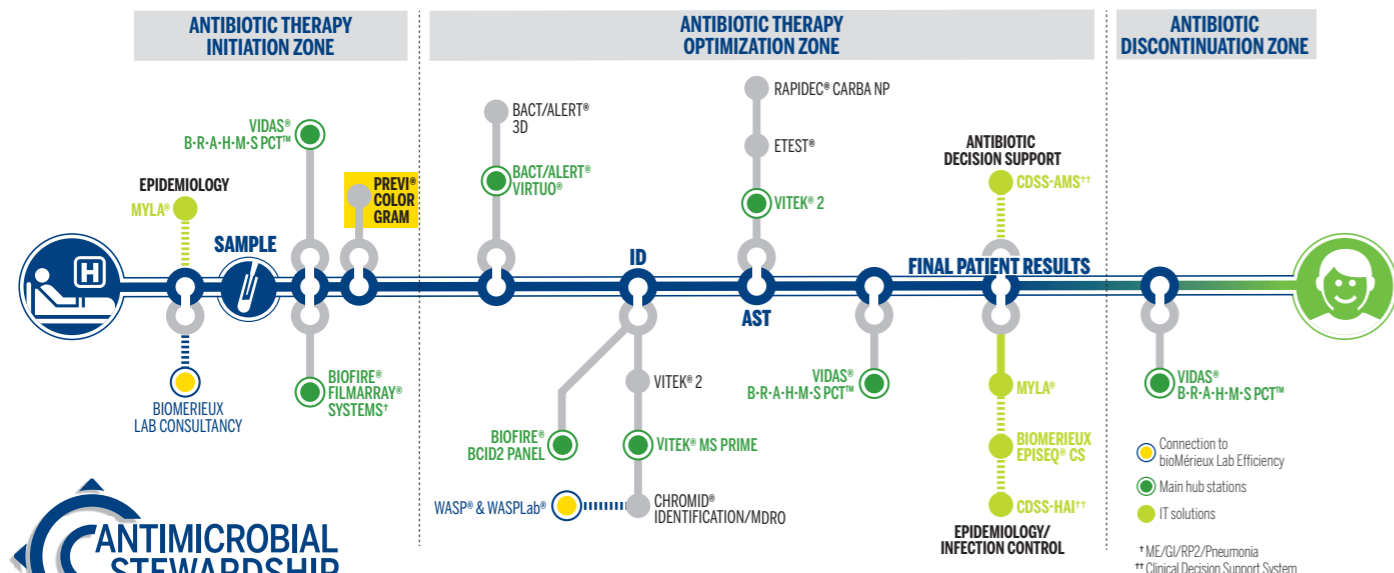 ANTIBIOTIC THERAPY
INITIATION ZONE
ANTIBIOTIC THERAPY
OPTIMIZATION ZONE
ANTIBIOTIC
DISCONTINUATION ZONE
VIDAS®
B·R·A·H·M·S PCT™
EPIDEMIOLOGY
MYLA®
PREVI®
COLOR
GRAM
SAMPLE
H
BIOMERIEUX
LAB CONSULTANCY
BIOFIRE®
FILMARRAY®
SYSTEMS†
BACT/ALERT®
3D
BACT/ALERT®
VIRTUO®
ID
BIOFIRE®
BCID2 PANEL
VITEK® 2
VITEK® MS PRIME
WASP® & WASPLab®
CHROMID®
IDENTIFICATION/MDRO
RAPIDEC® CARBA NP
ETEST®
VITEK® 2
AST
VIDAS®
B·R·A·H·M·S PCT™
ANTIBIOTIC
DECISION SUPPORT
CDSS-AMS††
FINAL PATIENT RESULTS
MYLA®
BIOMERIEUX
EPISEQ® CS
CDSS-HAI††
EPIDEMIOLOGY/
INFECTION CONTROL
VIDAS®
B·R·A·H·M·S PCT™
Connection to
bioMérieux Lab Efficiency
Main hub stations
IT solutions
† ME/GI/RP2/Pneumonia
†† Clinical Decision Support System
ANTIMICROBIAL
STEWARDSHIP